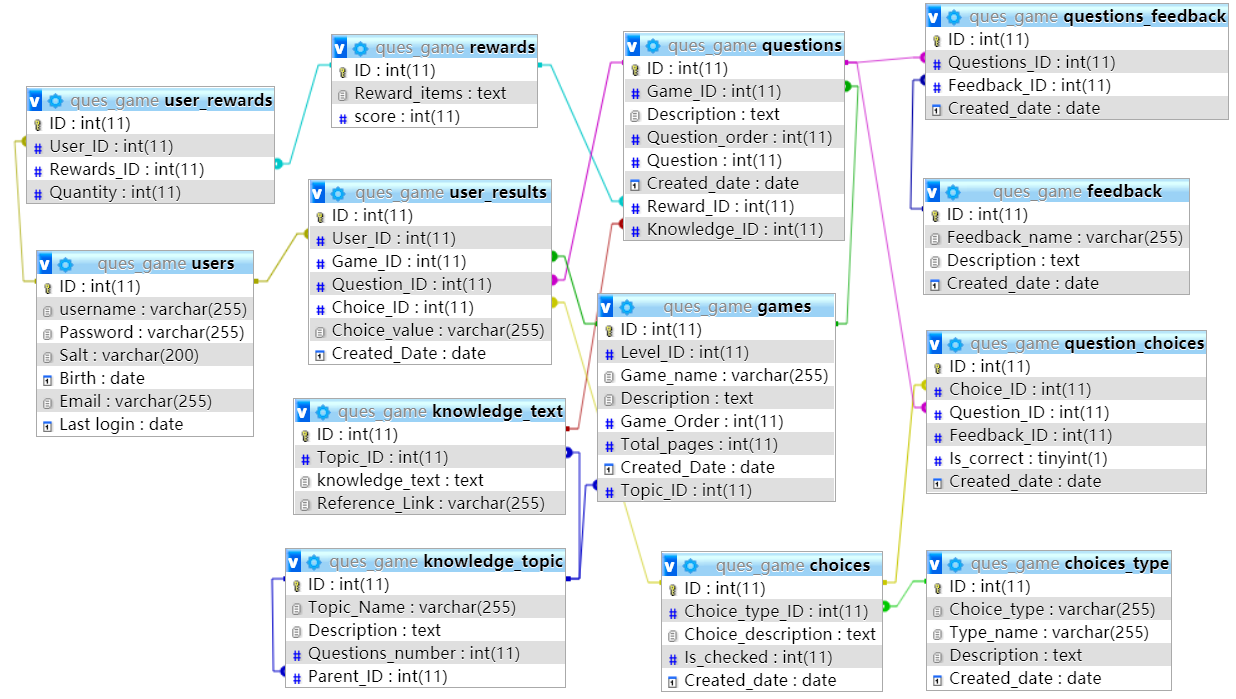 ques_game user_rewards
ID : int(11)
User_ID : int(11)
Rewards_ID : int(11)
Quantity : int(11)
ques_game users
ID : int(11)
username : varchar(255)
Password : varchar(255)
Salt : varchar(200)
Birth : date
Email : varchar(255)
Last login : date
ques_game rewards
ID : int(11)
Reward_items : text
score : int(11)
ques_game user_results
ID : int(11)
User_ID : int(11)
Game_ID : int(11)
Question_ID : int(11)
Choice_ID : int(11)
Choice_value : varchar(255)
Created_Date : date
ques_game knowledge_text
ID : int(11)
Topic_ID : int(11)
knowledge_text : text
Reference_Link : varchar(255)
ques_game knowledge_topic
ID : int(11)
Topic_Name : varchar(255)
Description : text
Questions_number : int(11)
Parent_ID : int(11)
ques_game questions
ID : int(11)
Game_ID : int(11)
Description : text
Question_order : int(11)
Question : int(11)
Created_date : date
Reward_ID : int(11)
Knowledge_ID : int(11)
ques_game games
ID : int(11)
Level_ID : int(11)
Game_name : varchar(255)
Description : text
Game_Order : int(11)
Total_pages : int(11)
Created_Date : date
Topic_ID : int(11)
ques_game choices
ID : int(11)
Choice_type_ID : int(11)
Choice_description : text
Is_checked : int(11)
Created_date : date
ques_game questions_feedback
ID : int(11)
Questions_ID : int(11)
Feedback_ID : int(11)
Created_date : date
ques_game feedback
ID : int(11)
Feedback_name : varchar(255)
Description : text
Created_date : date
ques_game question_choices
ID : int(11)
Choice_ID : int(11)
Question_ID : int(11)
Feedback_ID : int(11)
Is_correct : tinyint(1)
Created_date : date
ques_game choices_type
ID : int(11)
Choice_type : varchar(255)
Type_name : varchar(255)
Description : text
Created_date : date